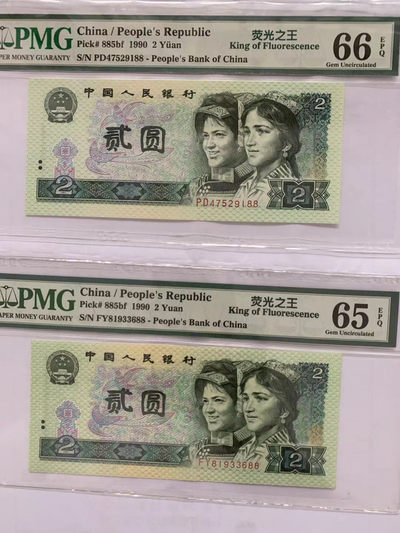 PMG
PAPER MONEY GUARANTY
China / People's Republic
Pick# 885bf 1990 2 Yüan
S/N PD47529188 - People's Bank of China
荧光之王
King of Fluorescence
66 EPQ
Gem Uncirculated
中国人民银行
贰圆
2
2
2
PD47529188
PMG
PAPER MONEY GUARANTY
China / People's Republic
Pick# 885bf 1990 2 Yuan
S/N FY81933688 - People's Bank of China
荧光之王
King of Fluorescence
65 EPQ
Gem Uncirculated
中国人民银行
贰圆
2
2
2
FY81933688